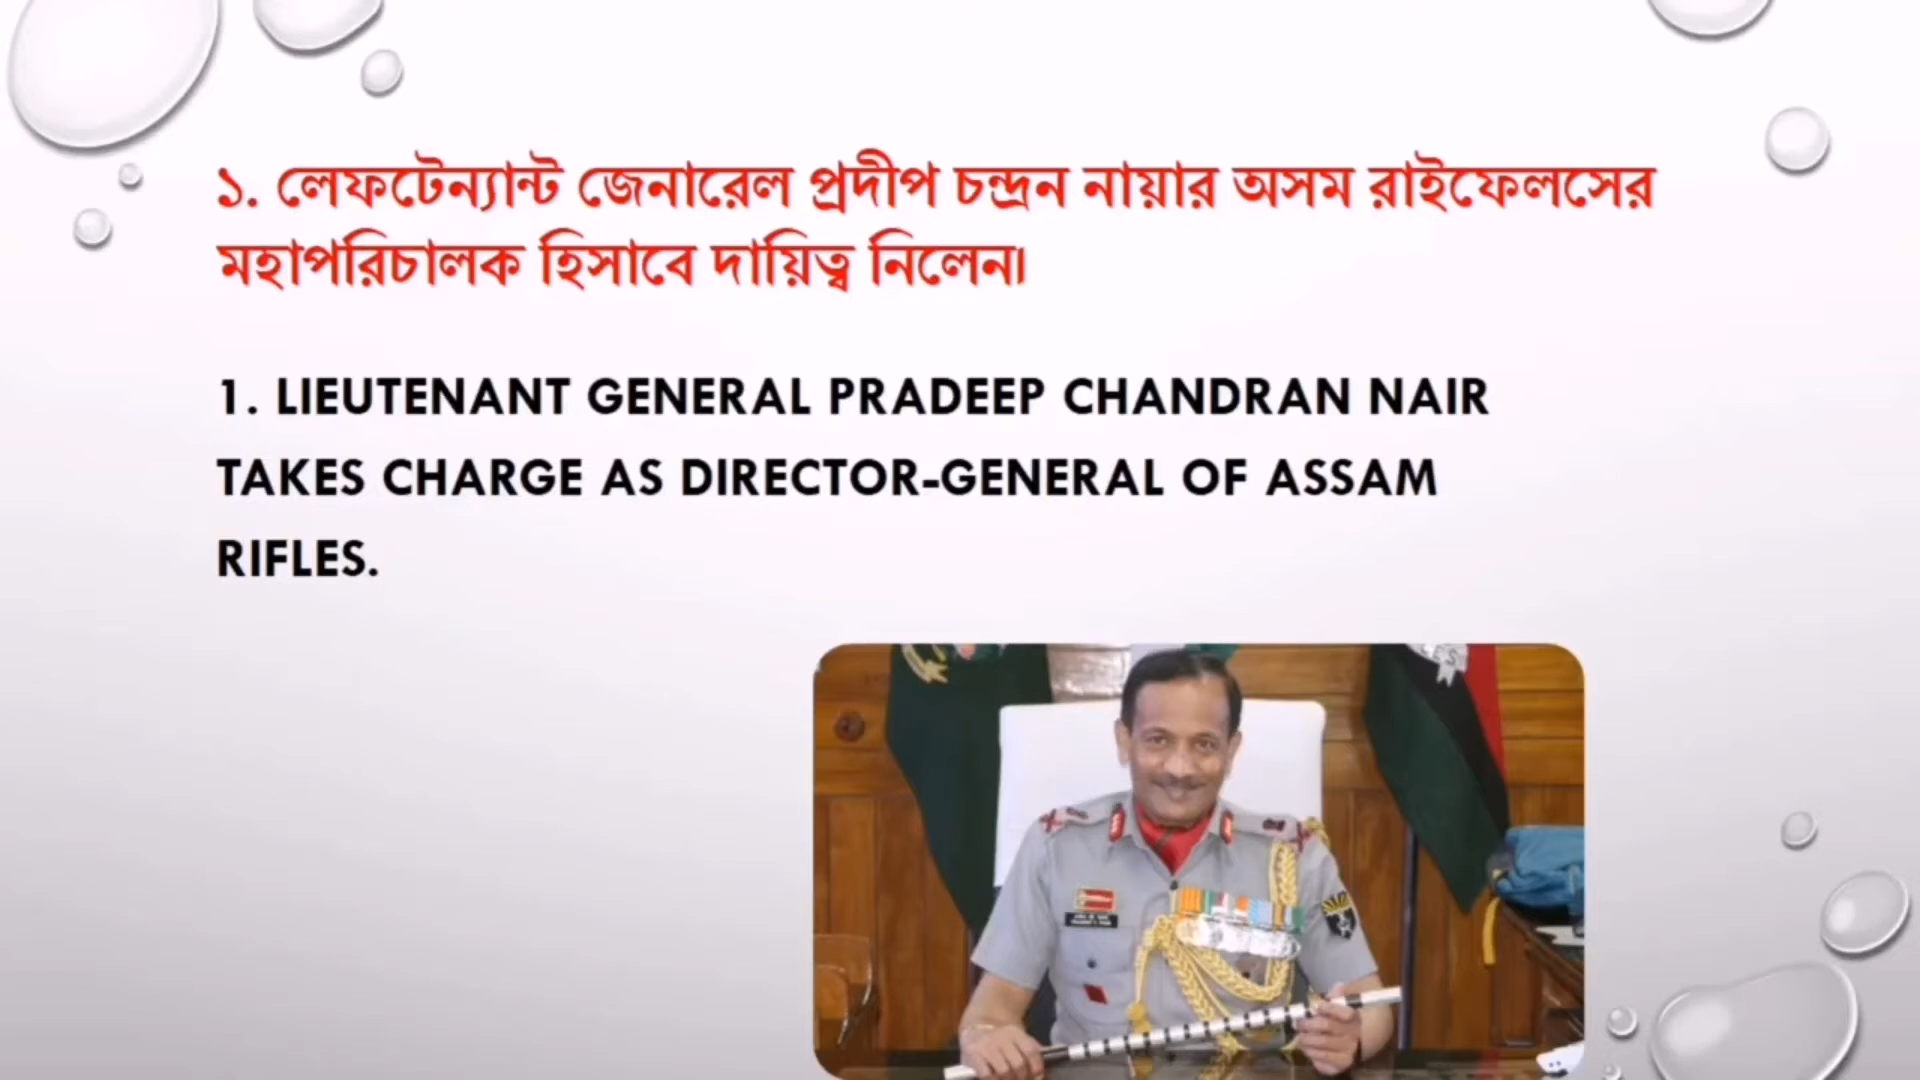 ১. লেফটেন্যান্ট জেনারেল প্রদীপ চন্দ্রন নায়ার অসম রাইফেলসের
মহাপরিচালক হিসাবে দায়িত্ব নিলেন।
1. LIEUTENANT GENERAL PRADEEP CHANDRAN NAIR
TAKES CHARGE AS DIRECTOR-GENERAL OF ASSAM
RIFLES.